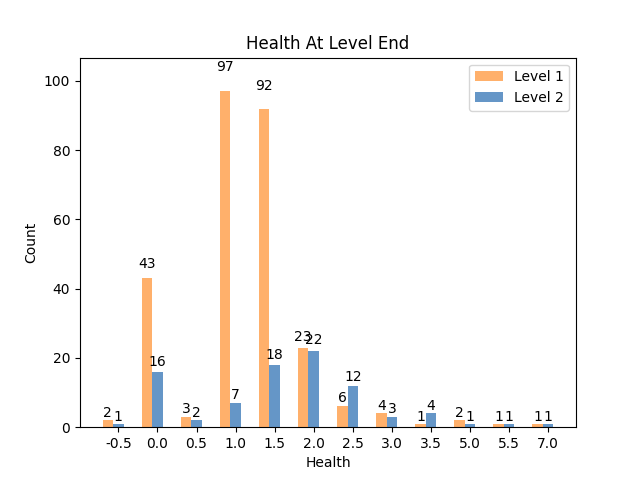 Health At Level End
Level 1
Level 2
Count
100
80
60
40
20
0
2 1 43 16 3 2 97 7 92 18 23 22 6 12 4 3 1 4 2 1 1 1 1 1
-0.5 0.0 0.5 1.0 1.5 2.0 2.5 3.0 3.5 5.0 5.5 7.0
Health